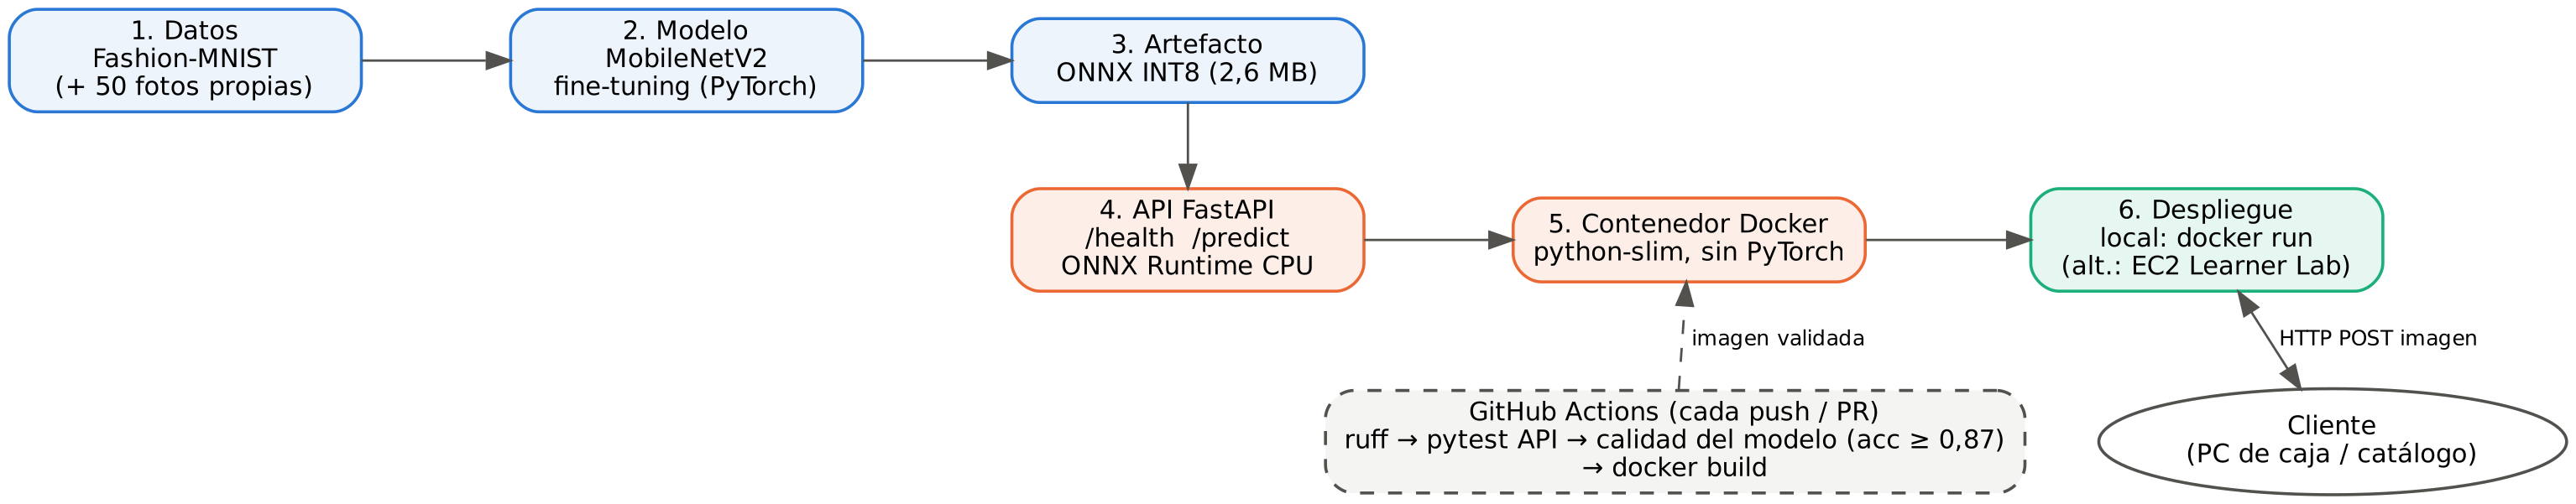 1. Datos
Fashion-MNIST
(+ 50 fotos propias)
2. Modelo
MobileNetV2
fine-tuning (PyTorch)
3. Artefacto
ONNX INT8 (2,6 MB)
4. API FastAPI
/health  /predict
ONNX Runtime CPU
5. Contenedor Docker
python-slim, sin PyTorch
6. Despliegue
local: docker run
(alt.: EC2 Learner Lab)
imagen validada
HTTP POST imagen
GitHub Actions (cada push / PR)
ruff → pytest API → calidad del modelo (acc ≥ 0,87)
→ docker build
Cliente
(PC de caja / catálogo)